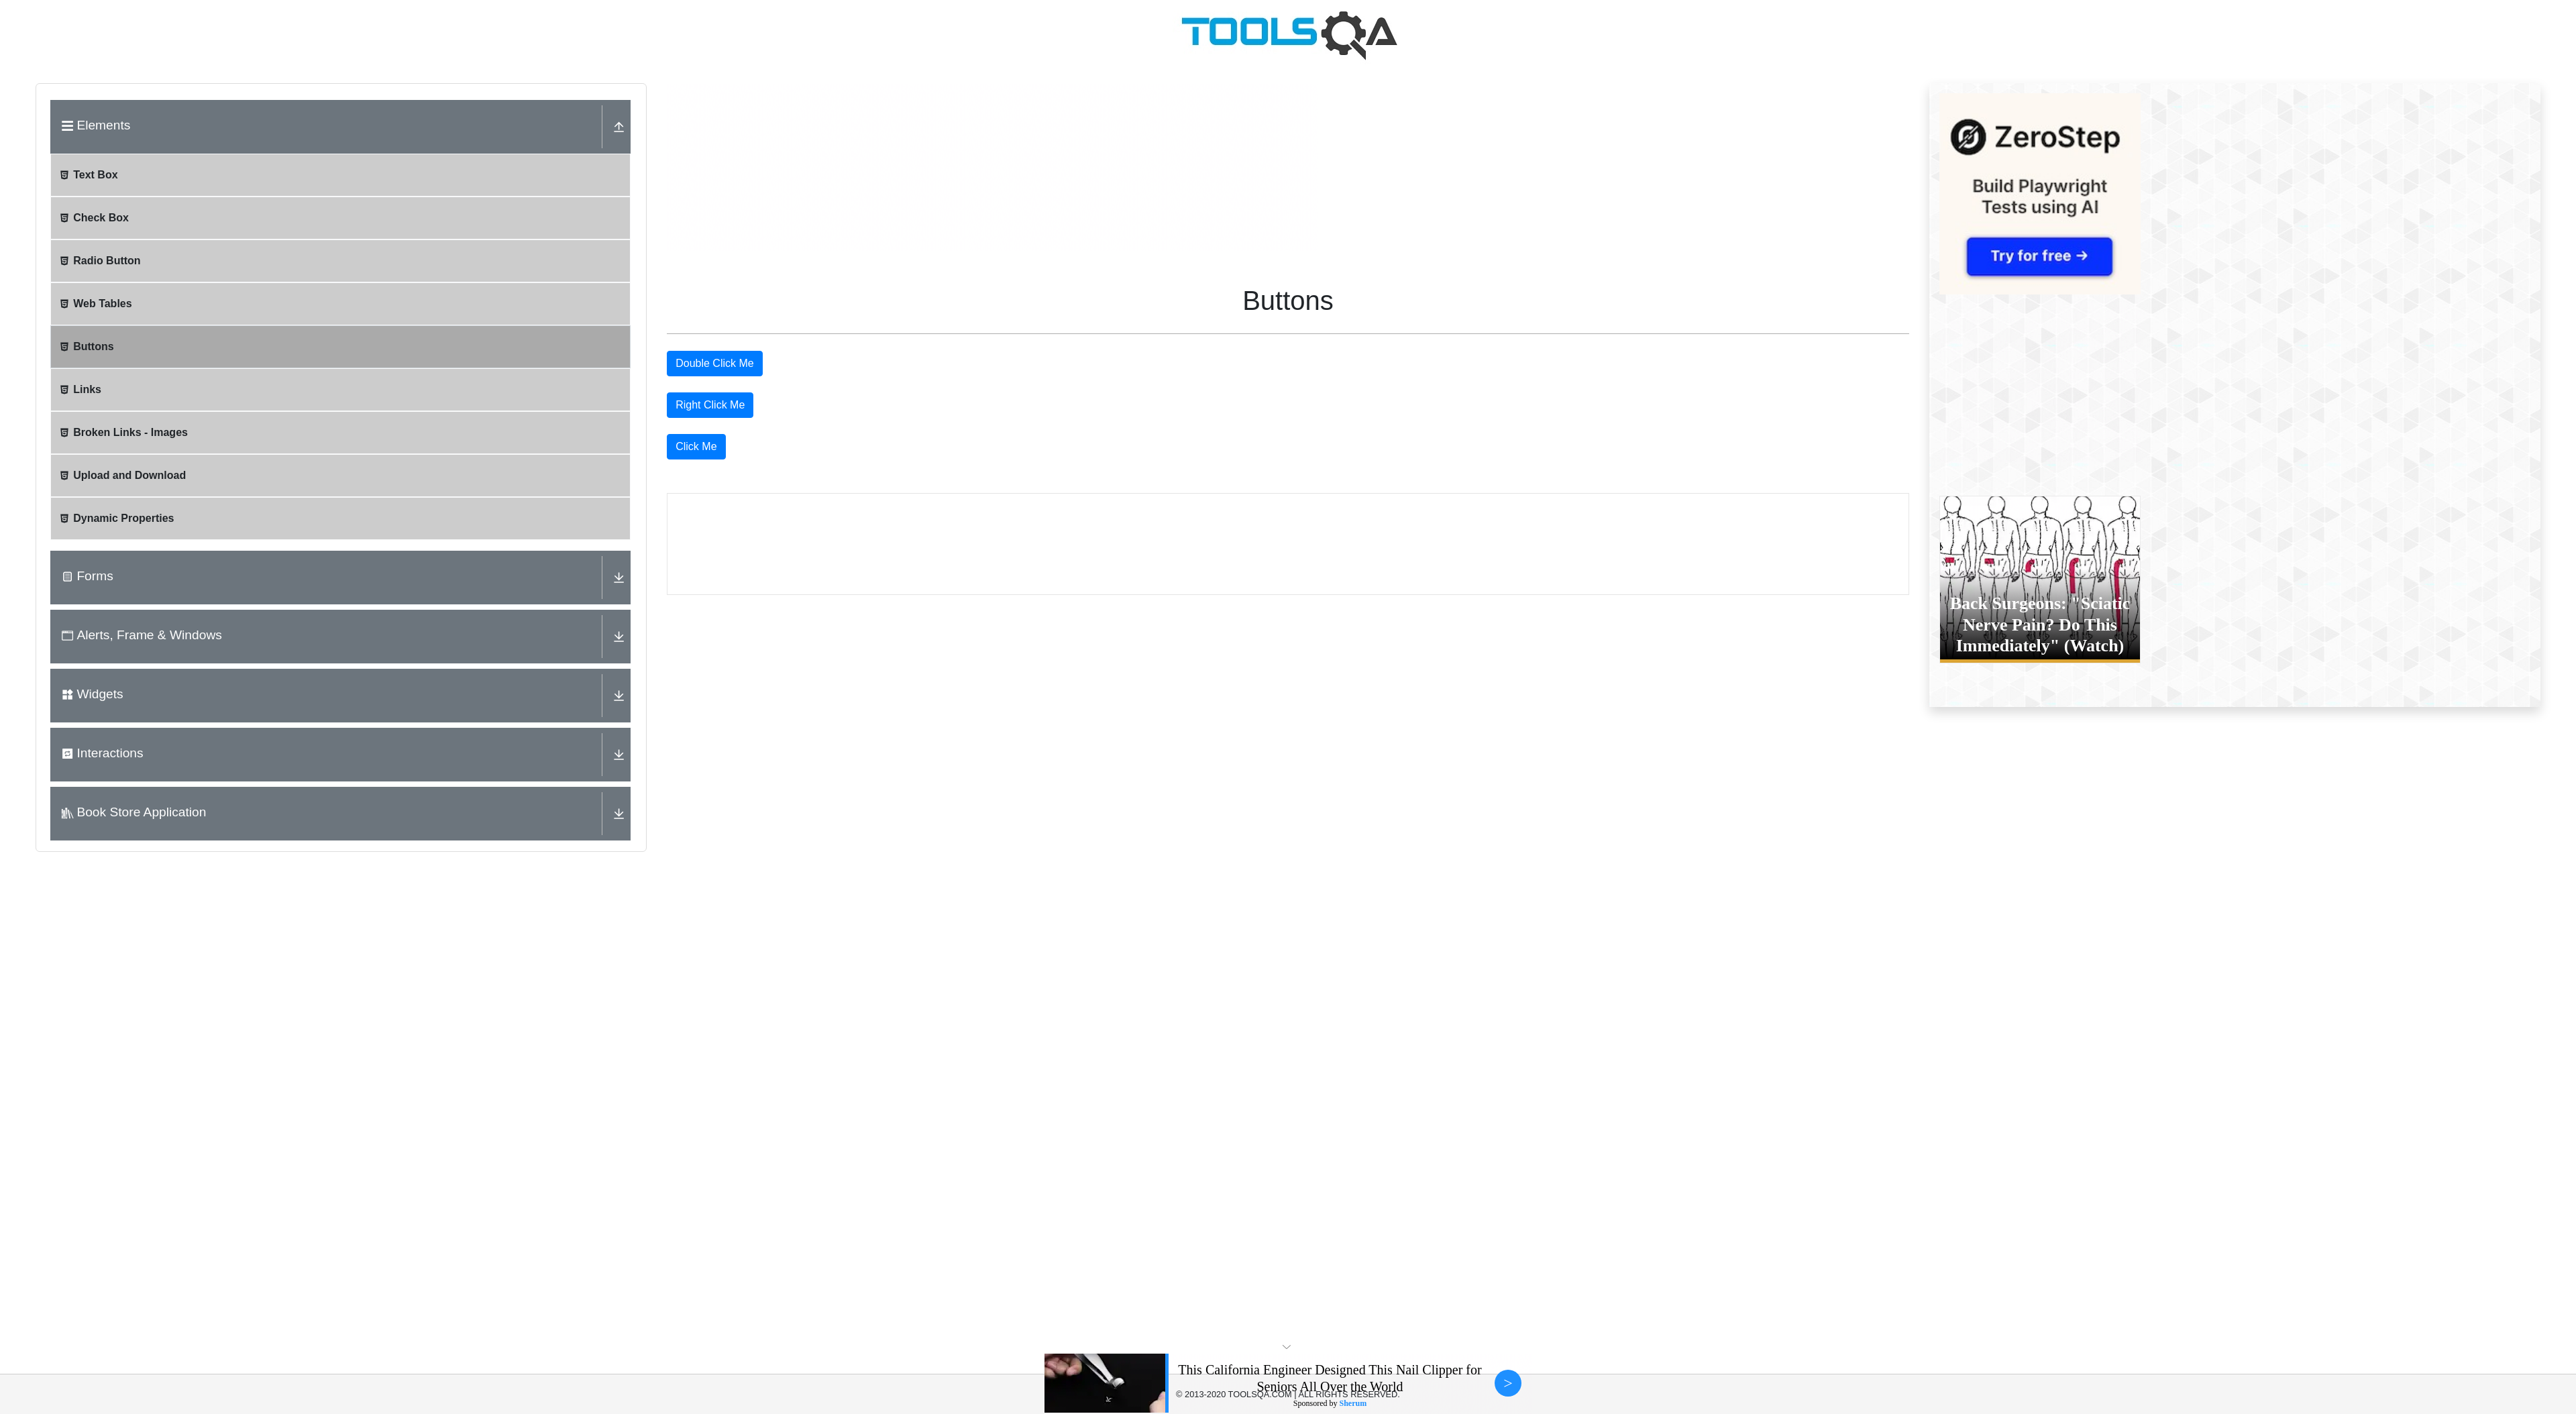 TOOLSQA
Elements
Text Box
Check Box
Radio Button
Web Tables
Buttons
Links
Broken Links - Images
Upload and Download
Dynamic Properties
Forms
Alerts, Frame & Windows
Widgets
Interactions
Book Store Application
Buttons
Double Click Me
Right Click Me
Click Me
ZeroStep
Build Playwright
Tests using AI
Try for free →
Back Surgeons: "Sciatic
Nerve Pain? Do This
Immediately" (Watch)
This California Engineer Designed This Nail Clipper for
Seniors All Over the World
© 2013-2020 TOOLSQA.COM | ALL RIGHTS RESERVED.
Sponsored by Sherum
>